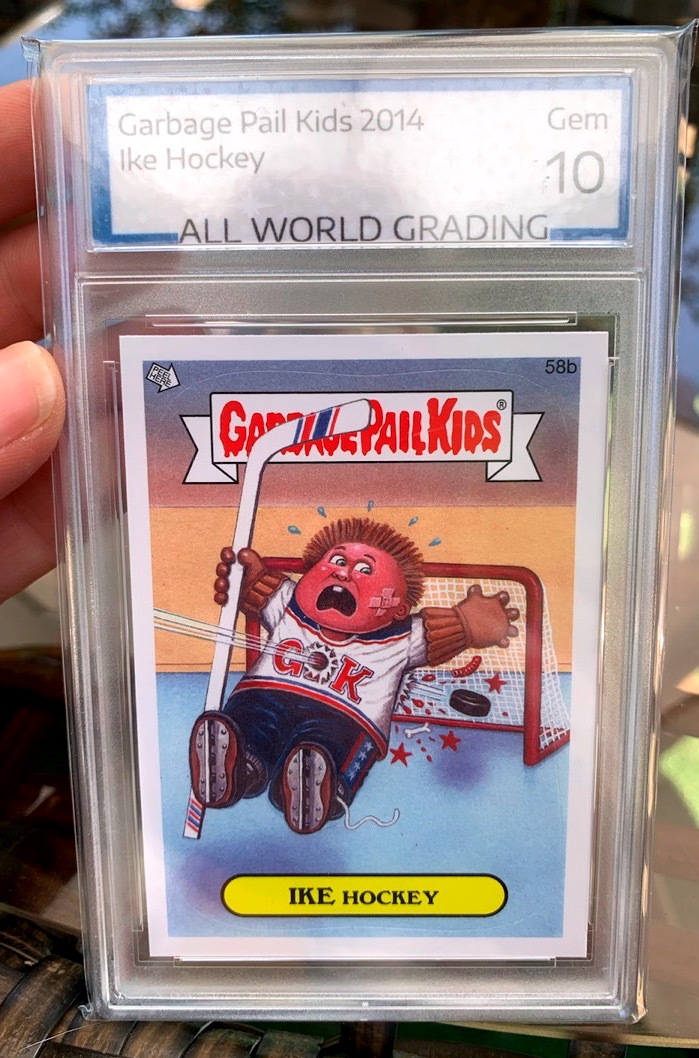 Garbage Pail Kids 2014
Gem
Ike Hockey
10
ALL WORLD GRADING
PEEL HERE
58b
GARBAGE PAIL KIDS®
GK
IKE HOCKEY